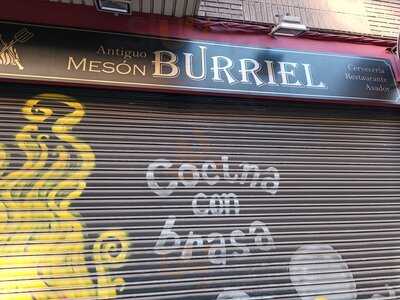 Antiguo
MESÓN BURRIEL
Cervecería
Restaurante
Asador
Cocina
con
brasa